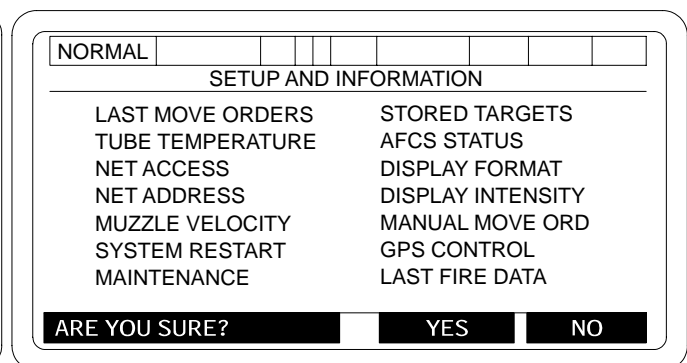 NORMAL
SETUP AND INFORMATION
LAST MOVE ORDERS
TUBE TEMPERATURE
NET ACCESS
NET ADDRESS
MUZZLE VELOCITY
SYSTEM RESTART
MAINTENANCE
STORED TARGETS
AFCS STATUS
DISPLAY FORMAT
DISPLAY INTENSITY
MANUAL MOVE ORD
GPS CONTROL
LAST FIRE DATA
ARE YOU SURE? YES NO